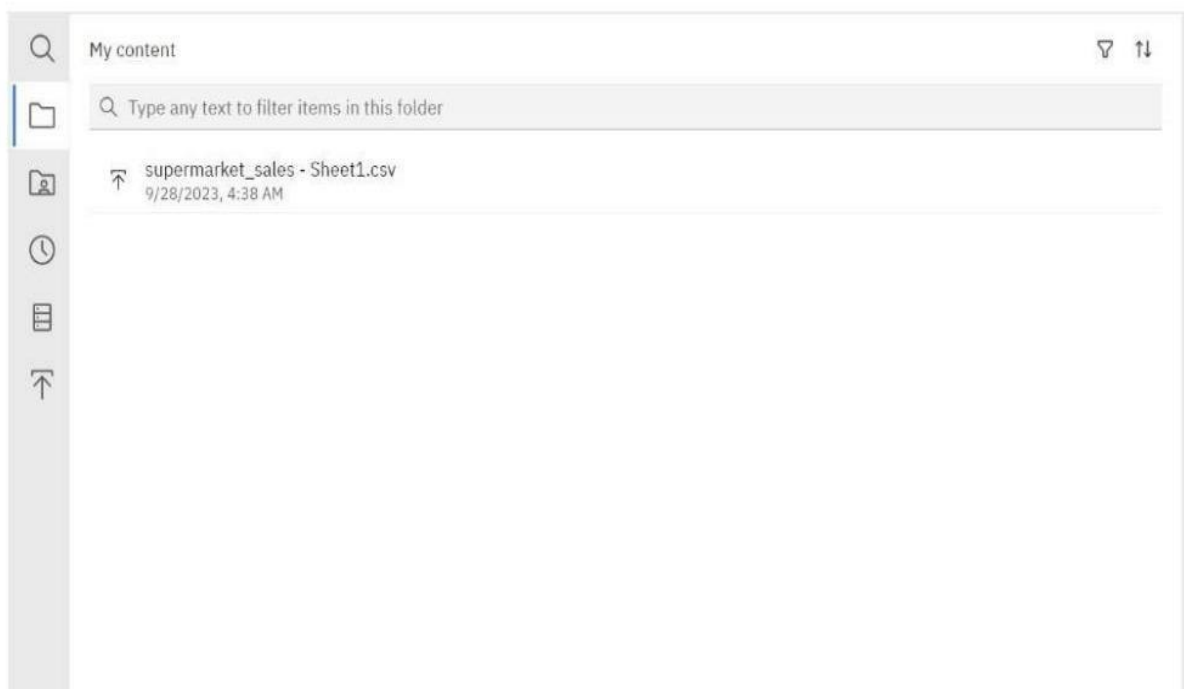 My content
Type any text to filter items in this folder
supermarket_sales - Sheet1.csv
9/28/2023, 4:38 AM